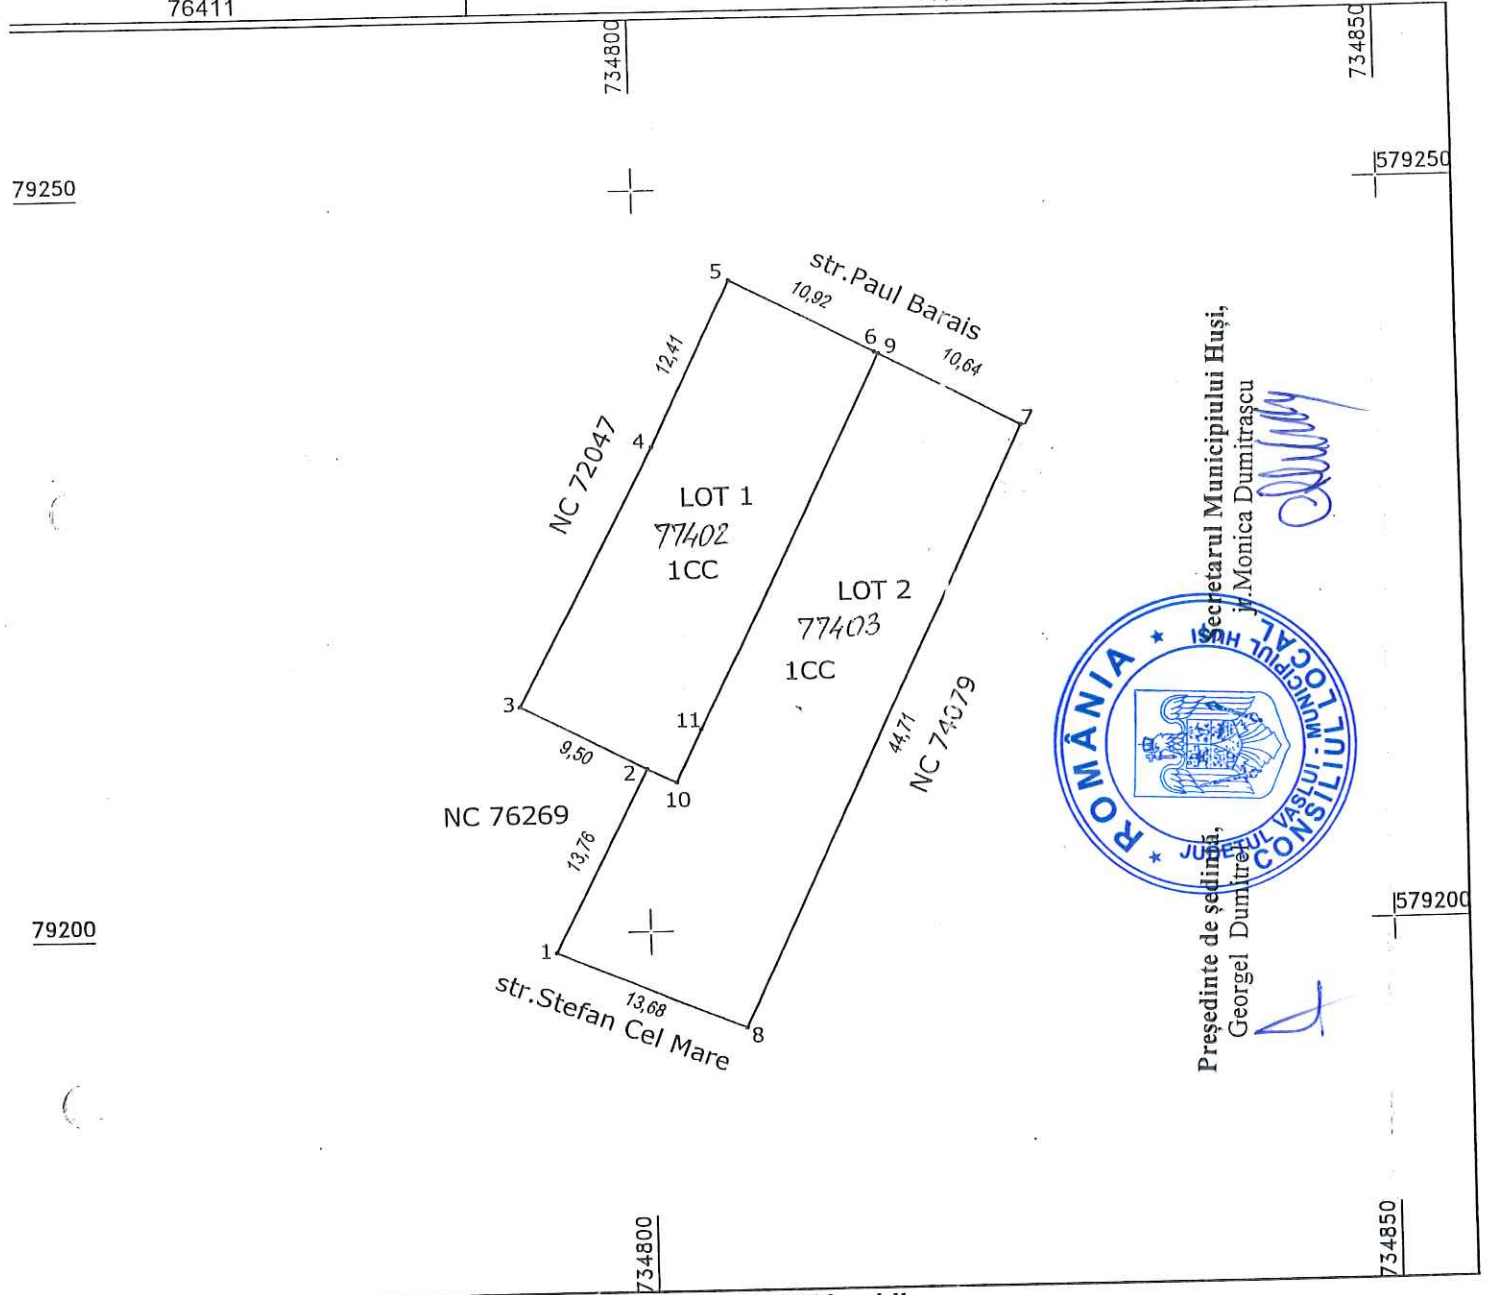 76411
734800
734850
79250
579250
5
str.Paul Barais
10,92
6 9
10,64
7
12,41
NC 72047
4
LOT 1
77402
1CC
LOT 2
77403
1CC
3
11
9,50
2
10
NC 76269
13,76
44,71
NC 74079
79200
579200
1
13,68
str.Stefan Cel Mare
8
Secretarul Municipiului Huși,
jr.Monica Dumitrașcu
ROMÂNIA
JUDEȚUL VASLUI - MUNICIPIUL HUȘI
CONSILIUL LOCAL
Președinte de ședință,
Georgel Dumitrel
734800
734850